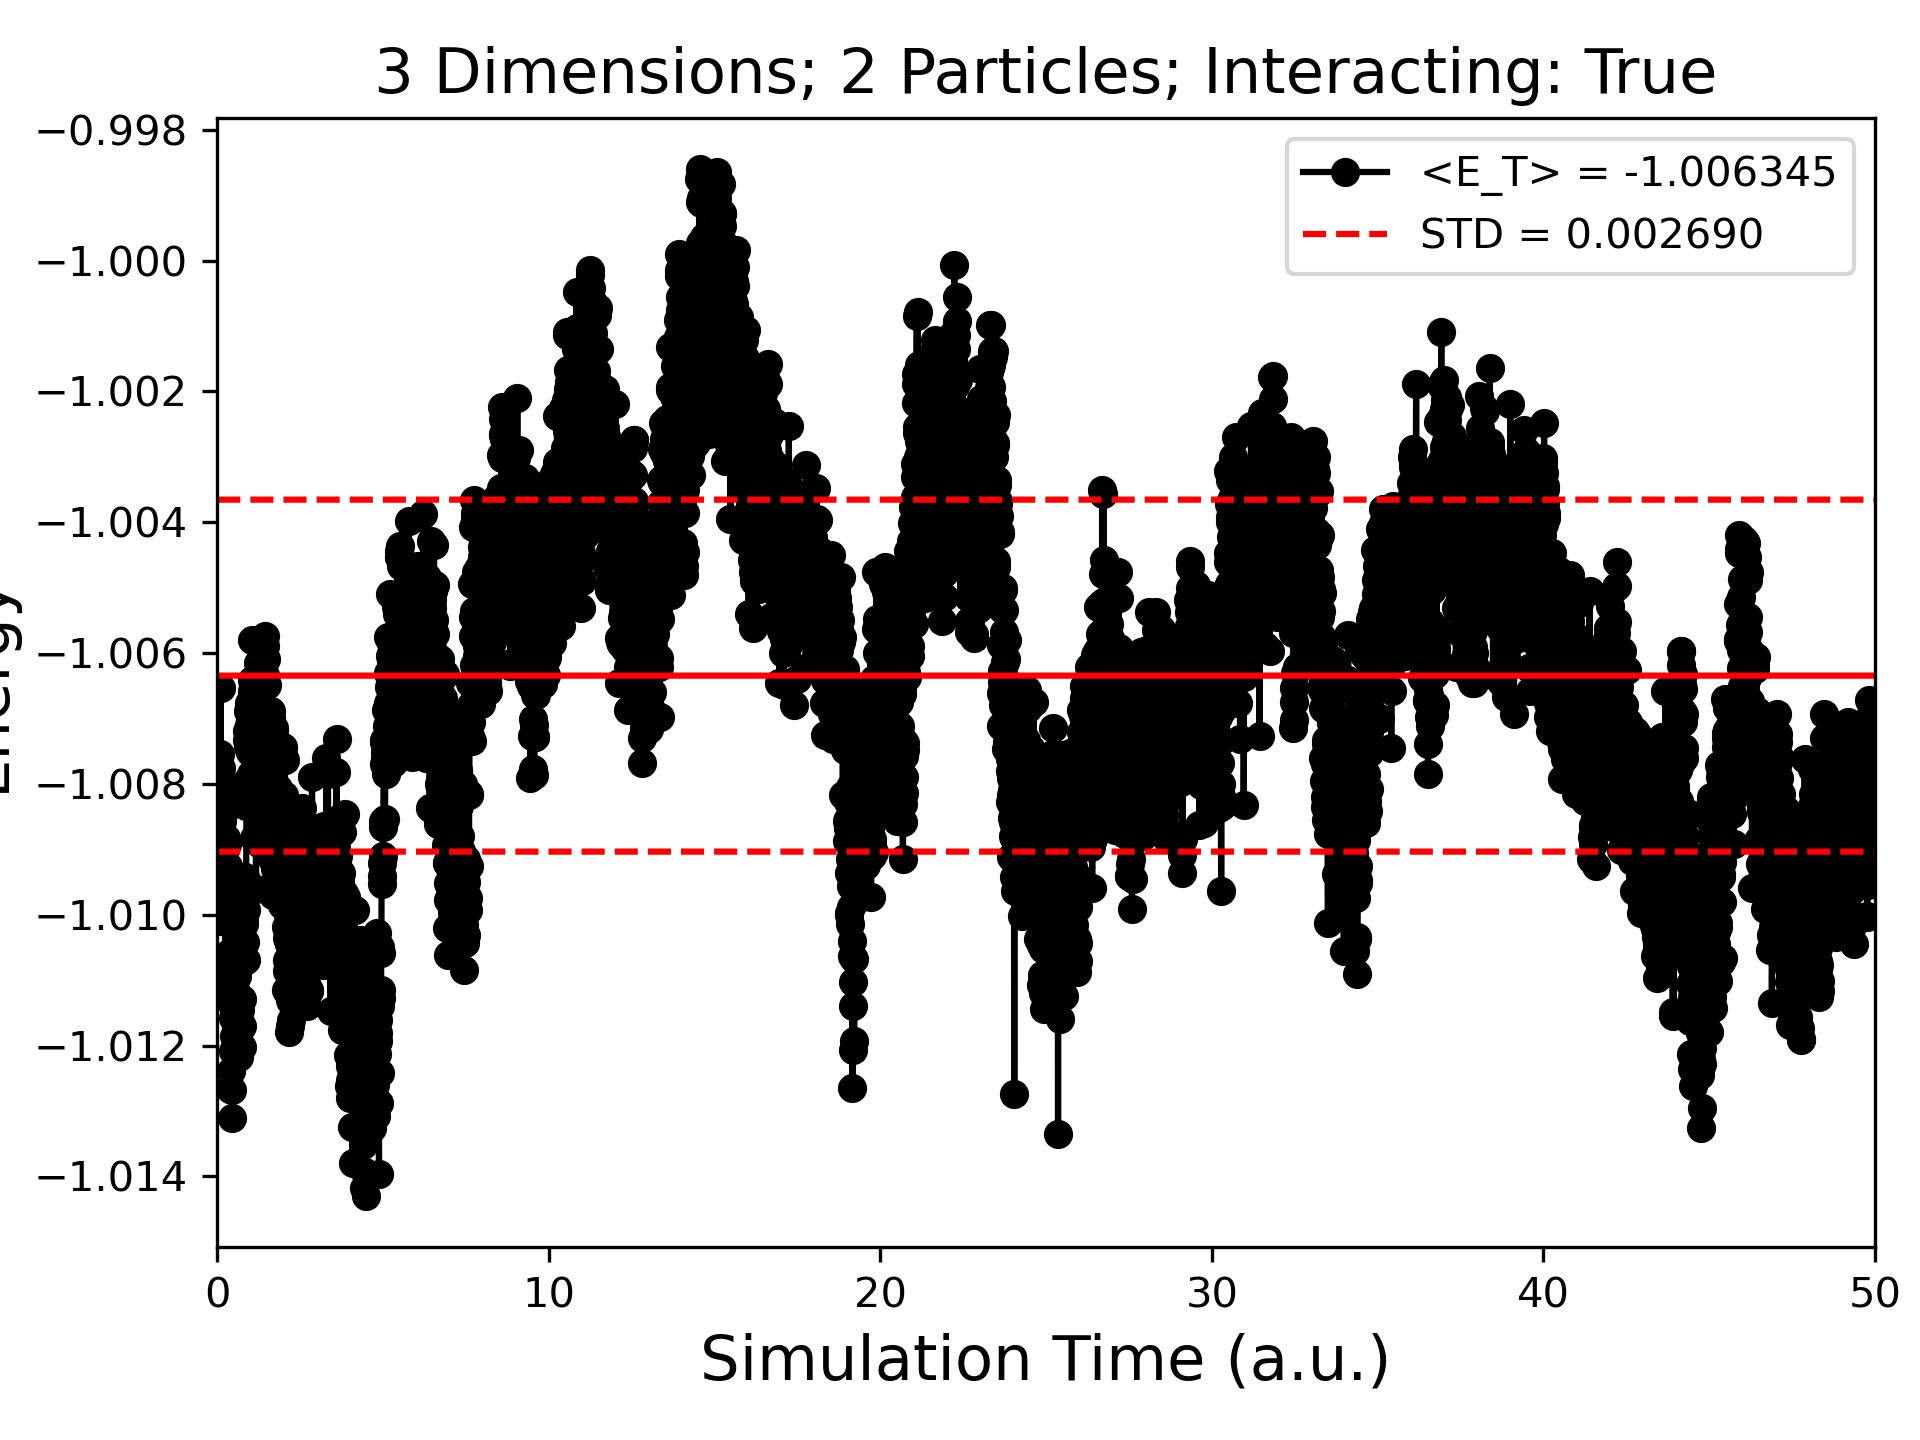 3 Dimensions; 2 Particles; Interacting: True
<E_T> = -1.006345
STD = 0.002690
−0.998
−1.000
−1.002
−1.004
−1.006
−1.008
−1.010
−1.012
−1.014
Energy
0 10 20 30 40 50
Simulation Time (a.u.)